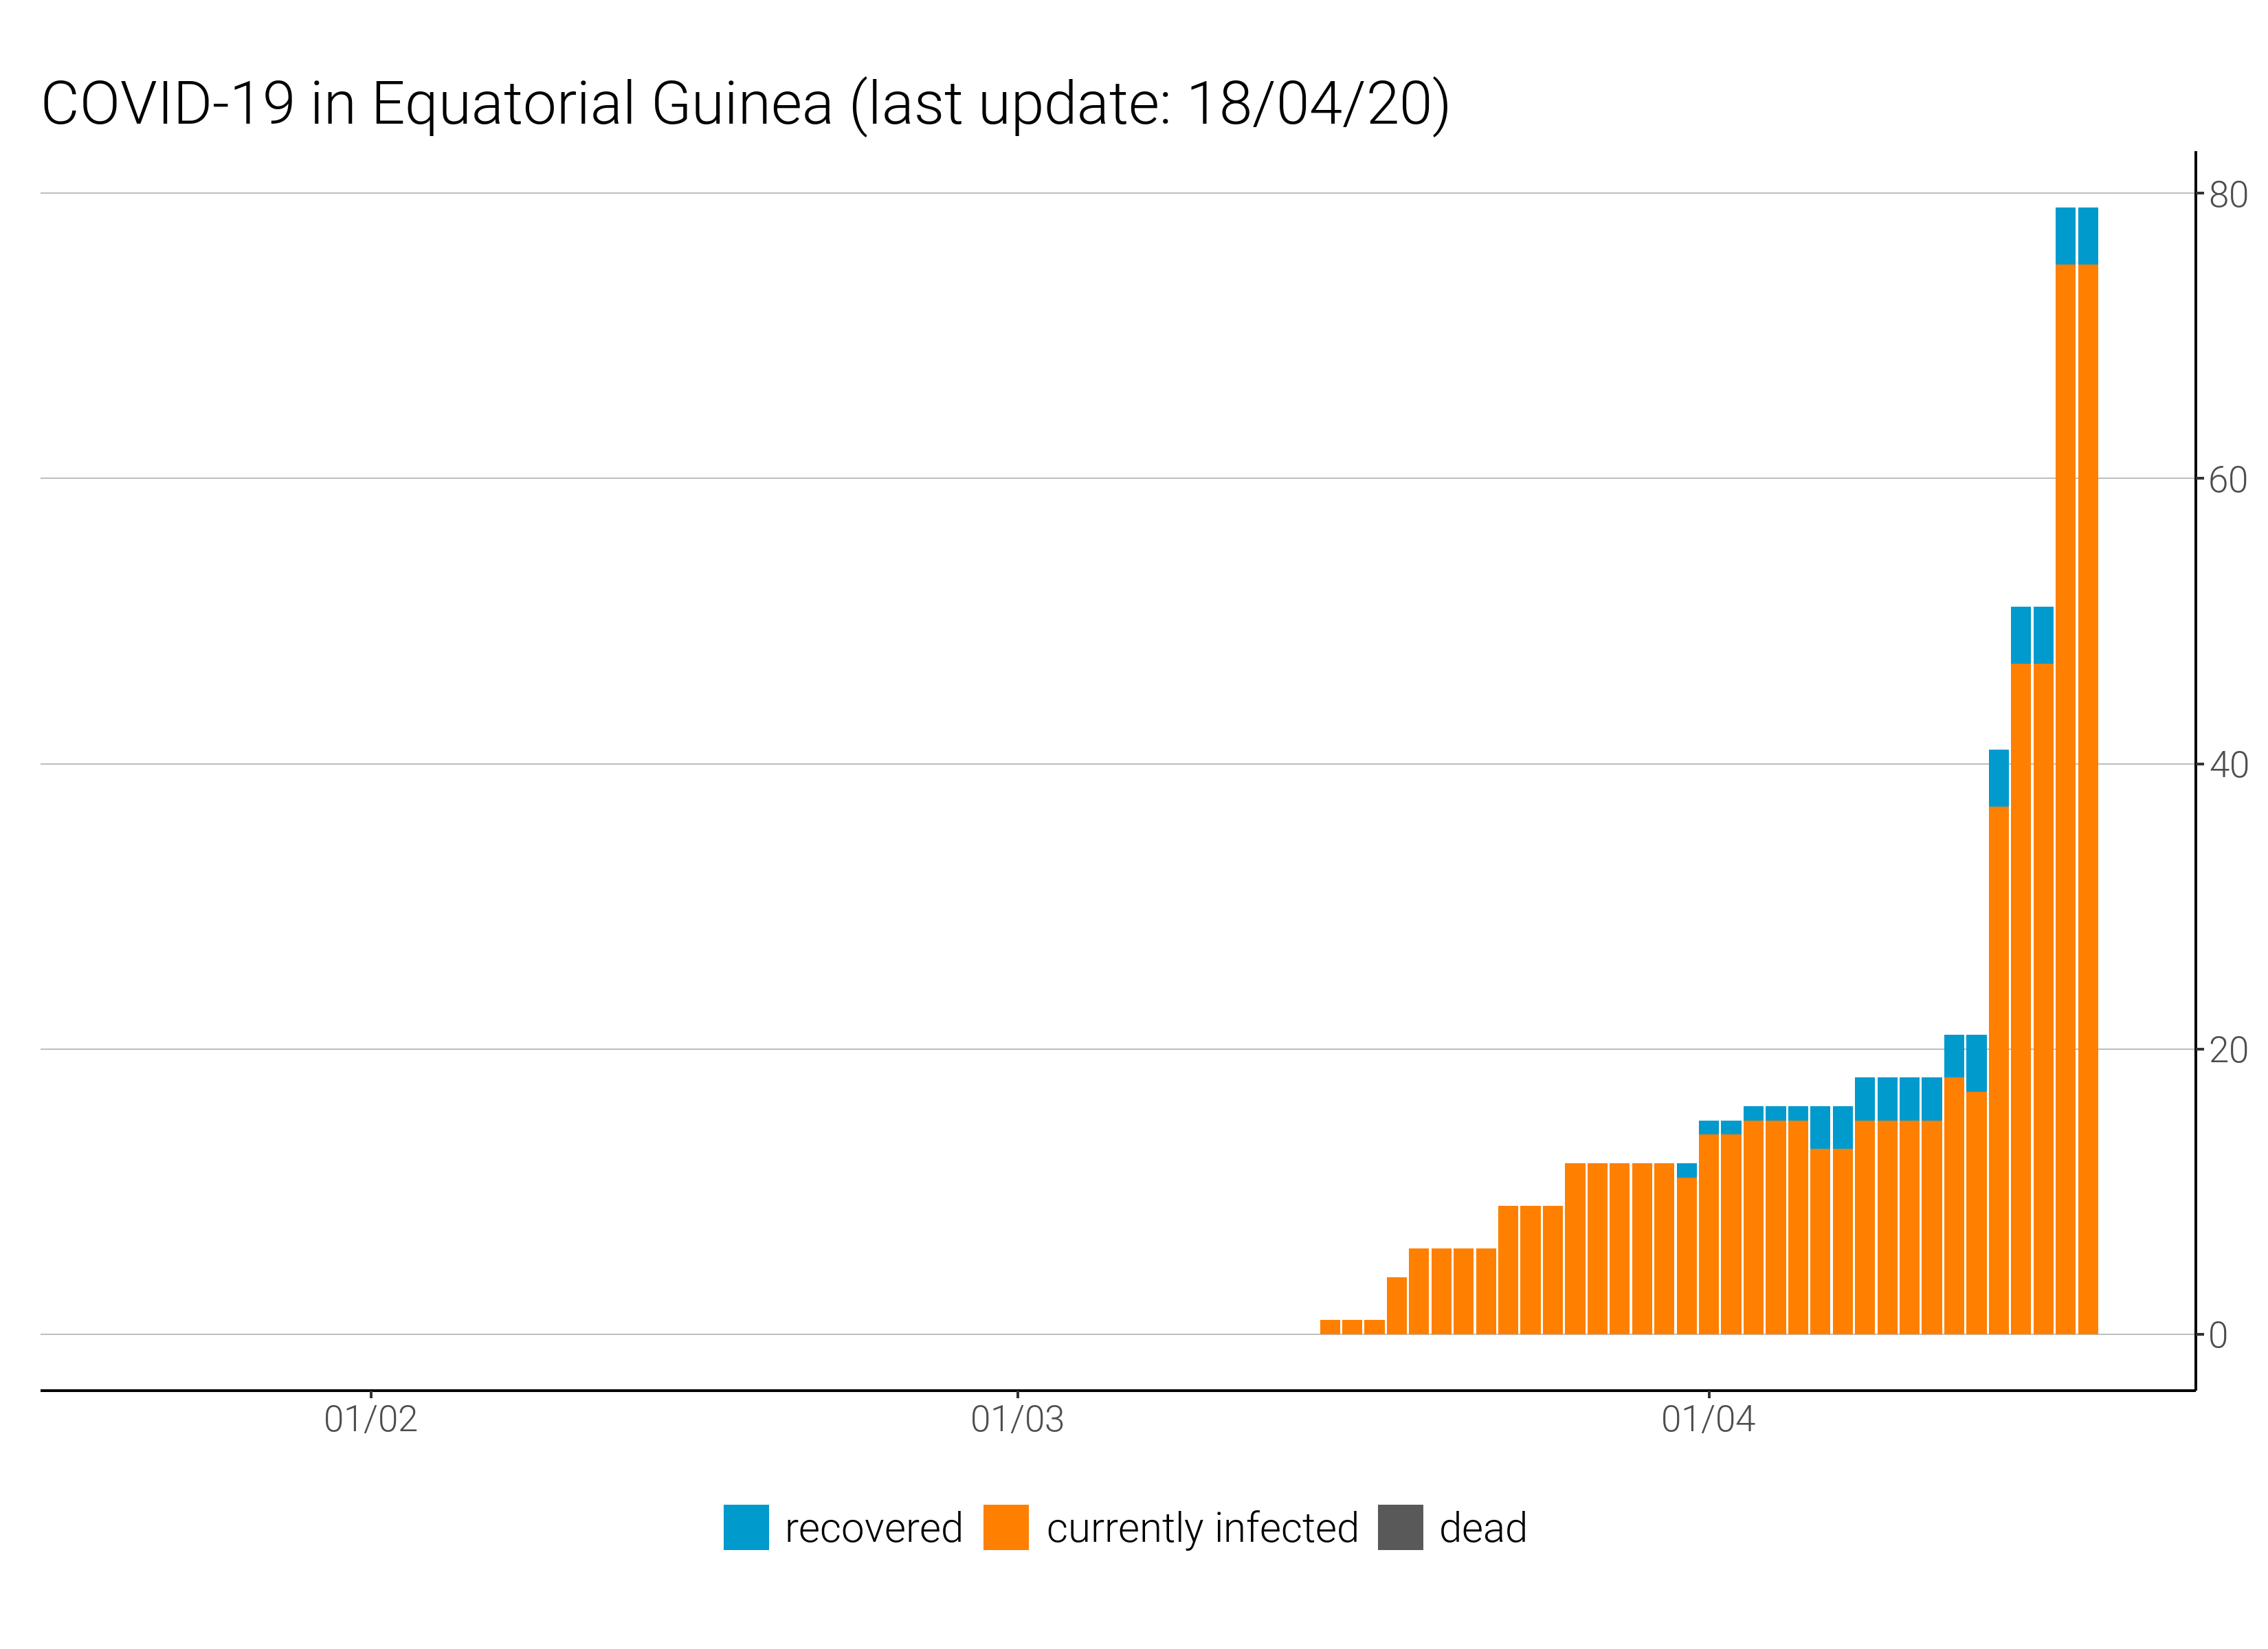 COVID-19 in Equatorial Guinea (last update: 18/04/20)
80
60
40
20
0
01/02 01/03 01/04
recovered currently infected dead